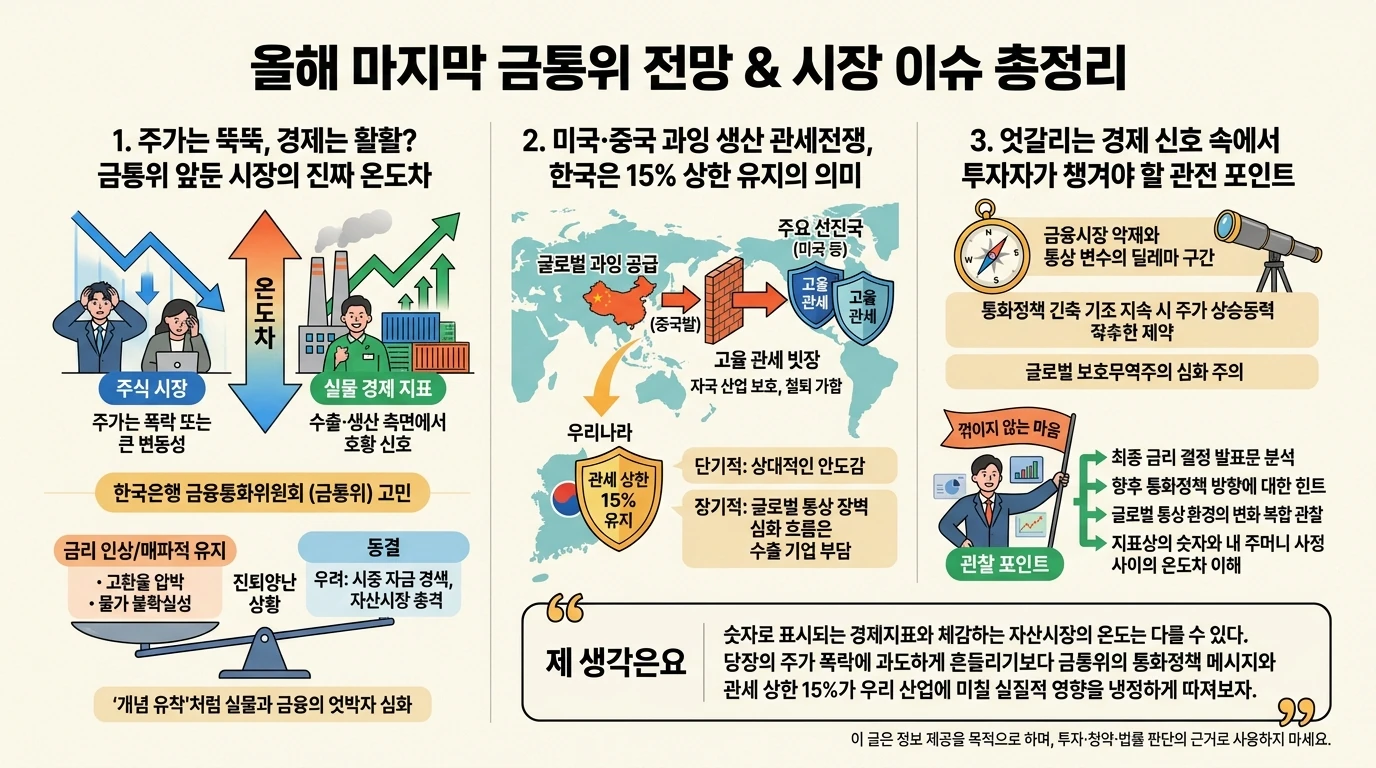 올해 마지막 금통위 전망 & 시장 이슈 총정리
1. 주가는 뚝뚝, 경제는 활활?
금통위 앞둔 시장의 진짜 온도차
온도차
주식 시장
실물 경제 지표
주가는 폭락 또는
큰 변동성
수출·생산 측면에서
호황 신호
한국은행 금융통화위원회 (금통위) 고민
금리 인상/매파적 유지
• 고환율 압박
• 물가 불확실성
진퇴양난
상황
동결
우려: 시중 자금 경색,
자산시장 충격
'개념 유착'처럼 실물과 금융의 엇박자 심화
2. 미국·중국 과잉 생산 관세전쟁,
한국은 15% 상한 유지의 의미
글로벌 과잉 공급
(중국발)
주요 선진국
(미국 등)
고율
관세
고율
관세
고율 관세 빗장
자국 산업 보호, 철퇴 가함
우리나라
관세 상한
15%
유지
단기적: 상대적인 안도감
장기적: 글로벌 통상 장벽
심화 흐름은
수출 기업 부담
3. 엇갈리는 경제 신호 속에서
투자자가 챙겨야 할 관전 포인트
N
W
S
S
금융시장 악재와
통상 변수의 딜레마 구간
통화정책 긴축 기조 지속 시 주가 상승동력
제약
글로벌 보호무역주의 심화 주의
꺾이지 않는 마음
관찰 포인트
최종 금리 결정 발표문 분석
향후 통화정책 방향에 대한 힌트
글로벌 통상 환경의 변화 복합 관찰
지표상의 숫자와 내 주머니 사정
사이의 온도차 이해
제 생각은요
숫자로 표시되는 경제지표와 체감하는 자산시장의 온도는 다를 수 있다.
당장의 주가 폭락에 과도하게 흔들리기보다 금통위의 통화정책 메시지와
관세 상한 15%가 우리 산업에 미칠 실질적 영향을 냉정하게 따져보자.
이 글은 정보 제공을 목적으로 하며, 투자·청약·법률 판단의 근거로 사용하지 마세요.